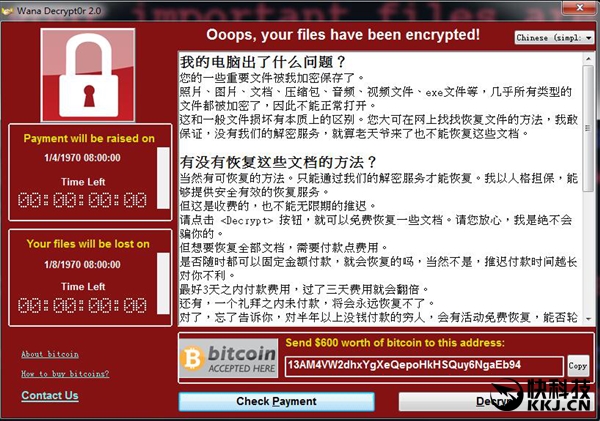 Wana Decrypt0r 2.0
Ooops, your files have been encrypted!
Chinese (simpl:
Payment will be raised on
1/4/1970 08:00:00
Time Left
00:00:00:00
Your files will be lost on
1/8/1970 08:00:00
Time Left
00:00:00:00
About bitcoin
How to buy bitcoins?
Contact Us
我的电脑出了什么问题？
您的一些重要文件被我加密保存了。
照片、图片、文档、压缩包、音频、视频文件、exe文件等，几乎所有类型的
文件都被加密了，因此不能正常打开。
这和一般文件损坏有本质上的区别。您大可在网上找找恢复文件的方法，我敢
保证，没有我们的解密服务，就算老天爷来了也不能恢复这些文档。
有没有恢复这些文档的方法？
当然有可恢复的方法。只能通过我们的解密服务才能恢复。我以人格担保，能
够提供安全有效的恢复服务。
但这是收费的，也不能无限期的推迟。
请点击 <Decrypt> 按钮，就可以免费恢复一些文档。请您放心，我是绝不会
骗你的。
但想要恢复全部文档，需要付款点费用。
是否随时都可以固定金额付款，就会恢复的吗，当然不是，推迟付款时间越长
对你不利。
最好3天之内付款费用，过了三天费用就会翻倍。
还有，一个礼拜之内未付款，将会永远恢复不了。
对了，忘了告诉你，对半年以上没钱付款的穷人，会有活动免费恢复，能否轮
bitcoin
ACCEPTED HERE
Send $600 worth of bitcoin to this address:
13AM4VW2dhxYgXeQepoHkHSQuy6NgaEb94
Copy
Check Payment
Decry
快科技
KKJ.CN